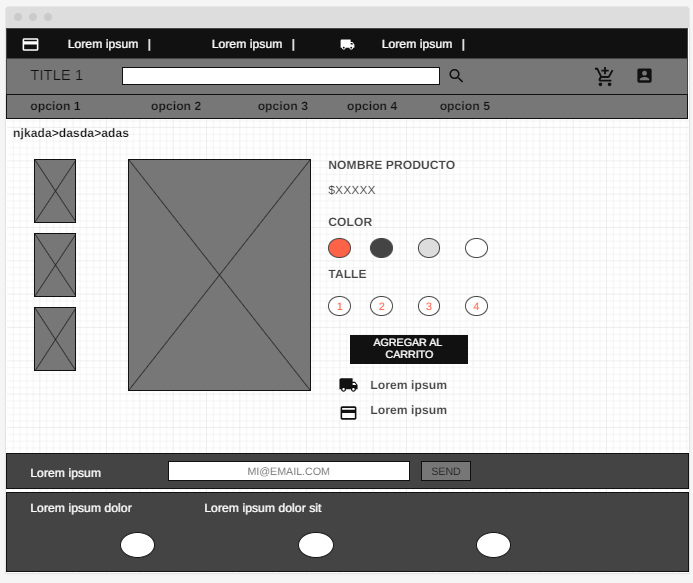 Lorem ipsum |
Lorem ipsum |
Lorem ipsum |
TITLE 1
opcion 1
opcion 2
opcion 3
opcion 4
opcion 5
njkada>dasda>adas
NOMBRE PRODUCTO
$XXXXX
COLOR
TALLE
1
2
3
4
AGREGAR AL
CARRITO
Lorem ipsum
Lorem ipsum
Lorem ipsum
MI@EMAIL.COM
SEND
Lorem ipsum dolor
Lorem ipsum dolor sit